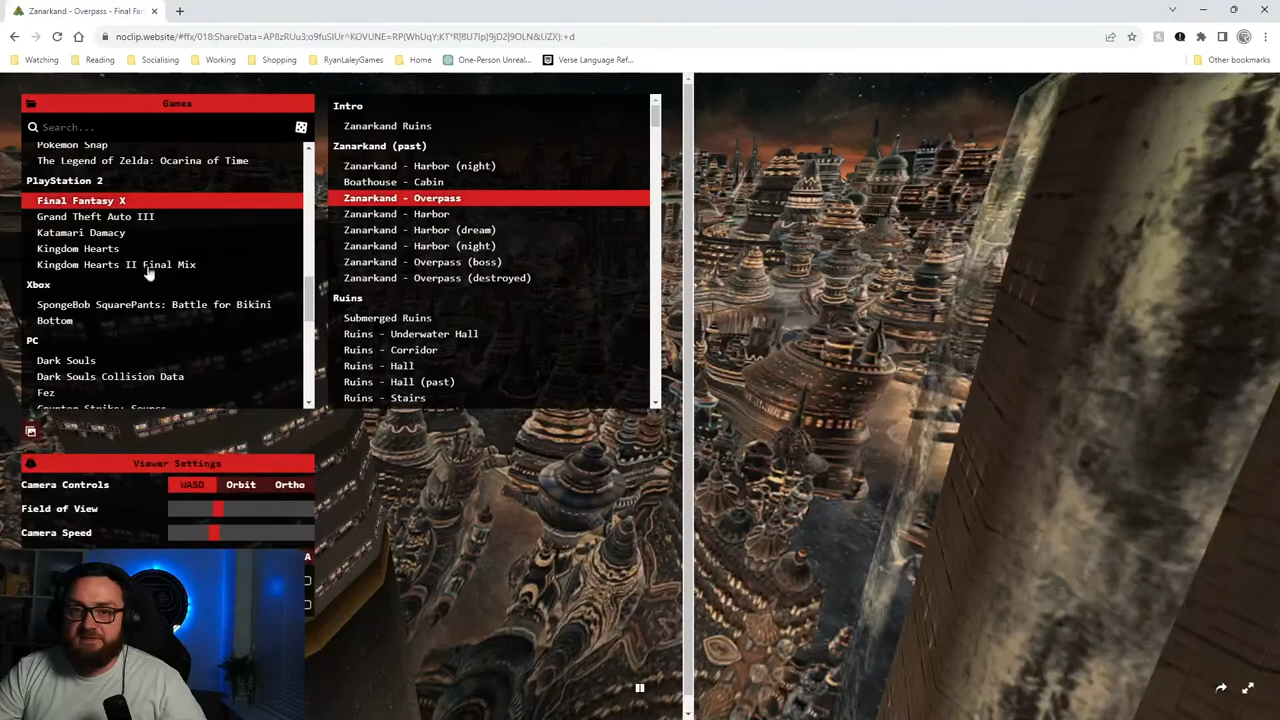 Zanarkand - Overpass - Final Fan
noclip.website/#ffx/018;ShareData=AP8zRUu3;o9fuSIUr^KOVUNE=RP(WhUqY;KT^R[8U7Ip}9jD2|9OLN&UZX):+d
Watching
Reading
Socialising
Working
Shopping
RyanLaleyGames
Home
One-Person Unreal...
Verse Language Ref...
Other bookmarks
Games
Search...
Pokemon Snap
The Legend of Zelda: Ocarina of Time
PlayStation 2
Final Fantasy X
Grand Theft Auto III
Katamari Damacy
Kingdom Hearts
Kingdom Hearts II Final Mix
Xbox
SpongeBob SquarePants: Battle for Bikini
Bottom
PC
Dark Souls
Dark Souls Collision Data
Fez
Counter-Strike: Source
Intro
Zanarkand Ruins
Zanarkand (past)
Zanarkand - Harbor (night)
Boathouse - Cabin
Zanarkand - Overpass
Zanarkand - Harbor
Zanarkand - Harbor (dream)
Zanarkand - Harbor (night)
Zanarkand - Overpass (boss)
Zanarkand - Overpass (destroyed)
Ruins
Submerged Ruins
Ruins - Underwater Hall
Ruins - Corridor
Ruins - Hall
Ruins - Hall (past)
Ruins - Stairs
Viewer Settings
Camera Controls
WASD
Orbit
Ortho
Field of View
Camera Speed
A